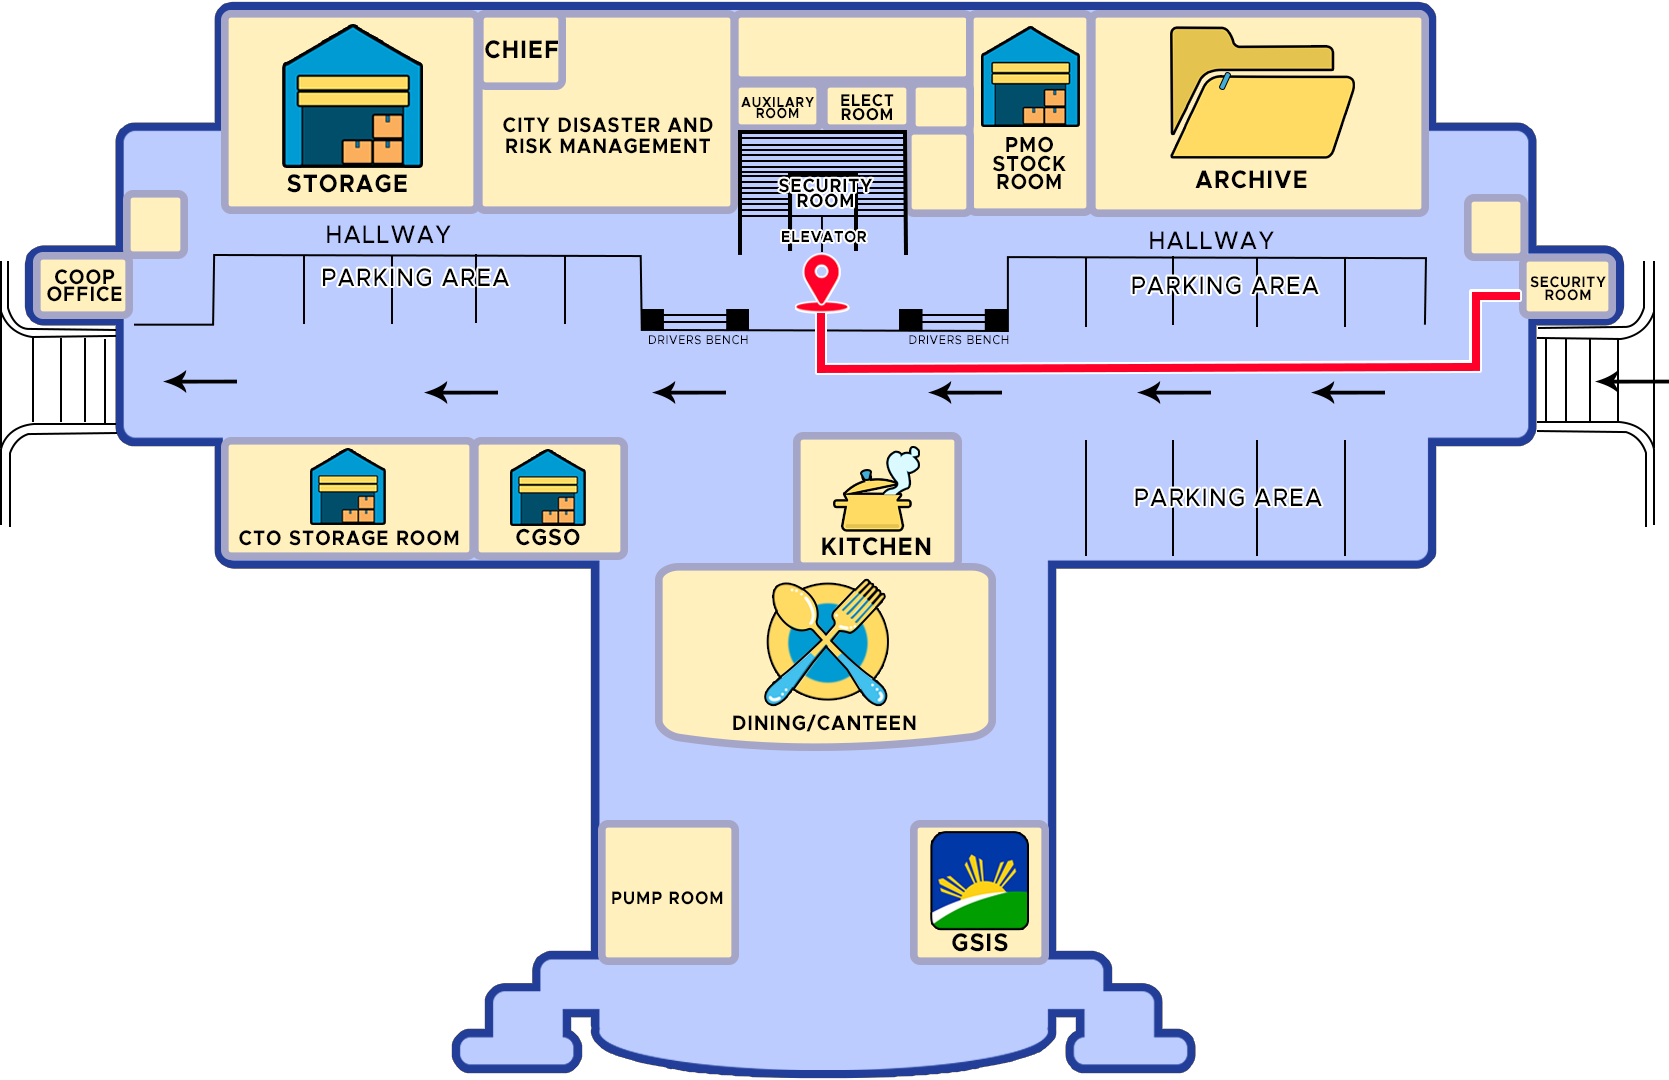 CHIEF
STORAGE
CITY DISASTER AND
RISK MANAGEMENT
AUXILARY
ROOM
ELECT
ROOM
SECURITY
ROOM
ELEVATOR
PMO
STOCK
ROOM
ARCHIVE
HALLWAY
HALLWAY
COOP
OFFICE
PARKING AREA
PARKING AREA
SECURITY
ROOM
DRIVERS BENCH
DRIVERS BENCH
CTO STORAGE ROOM
CGSO
KITCHEN
PARKING AREA
DINING/CANTEEN
PUMP ROOM
GSIS